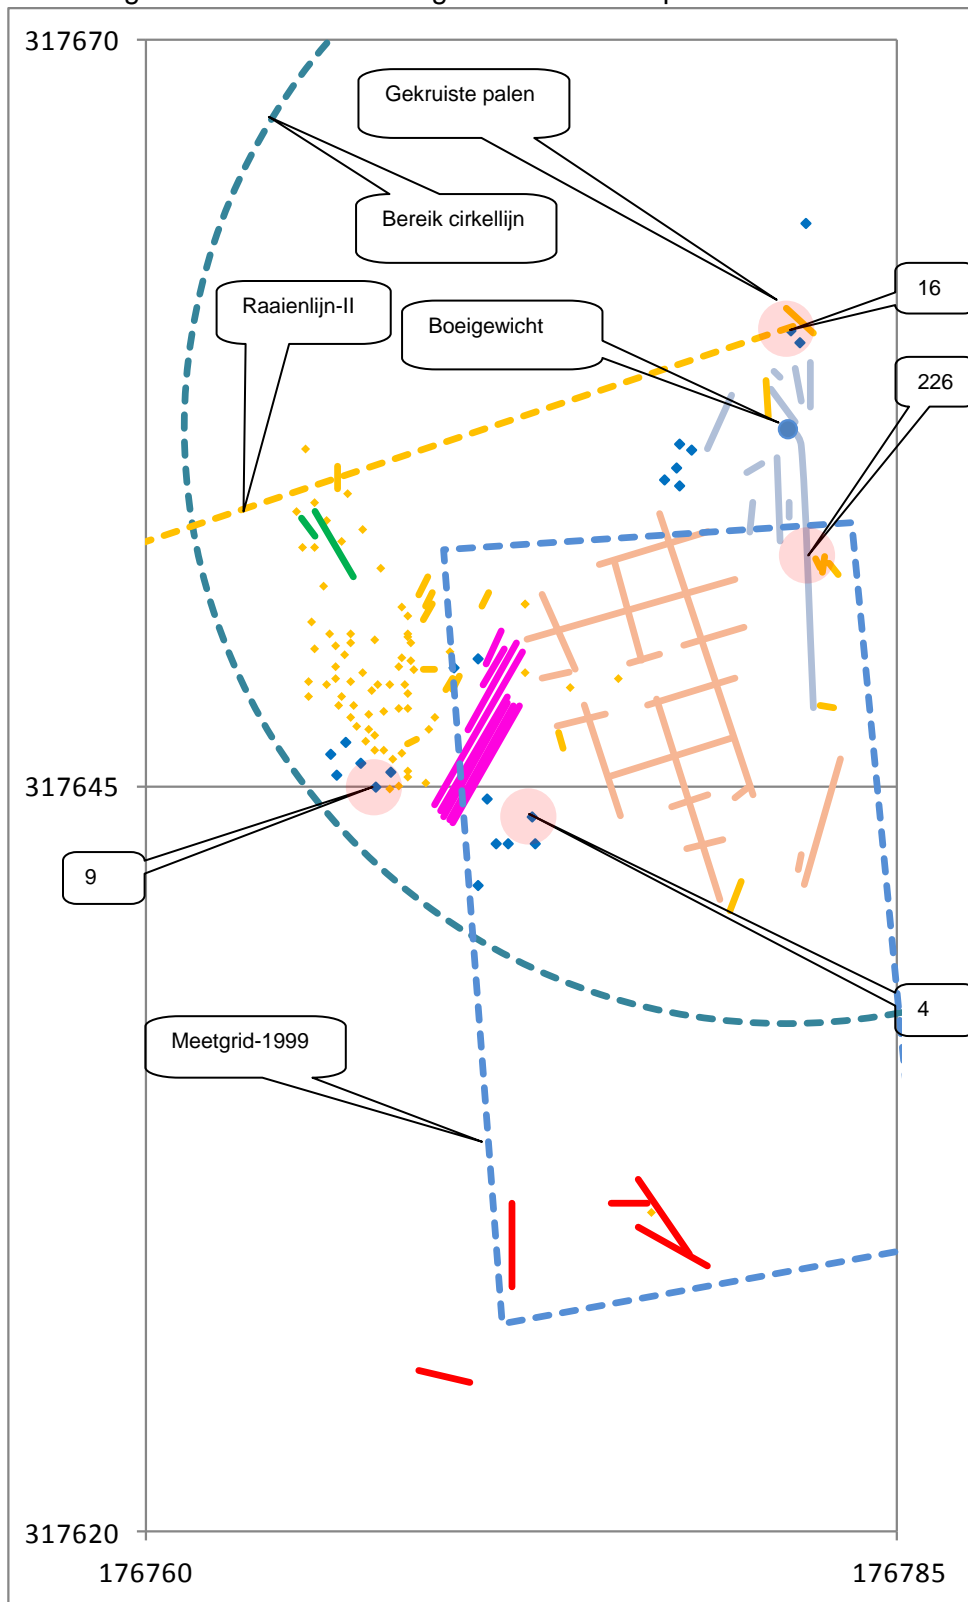 317670
Gekruiste palen
Bereik cirkellijn
16
Raaienlijn-II
Boeigewicht
226
317645
9
4
Meetgrid-1999
317620
176760
176785